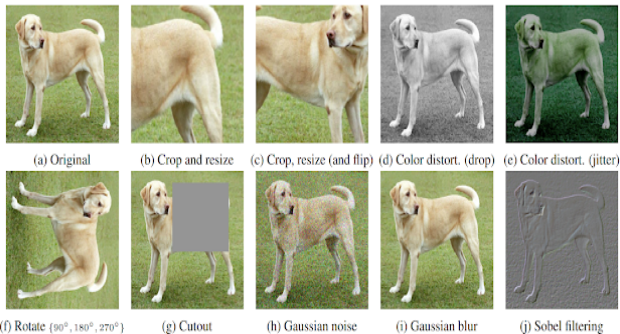 (a) Original
(b) Crop and resize
(c) Crop, resize (and flip)
(d) Color distort. (drop)
(e) Color distort. (jitter)
(f) Rotate {90°, 180°, 270°}
(g) Cutout
(h) Gaussian noise
(i) Gaussian blur
(j) Sobel filtering